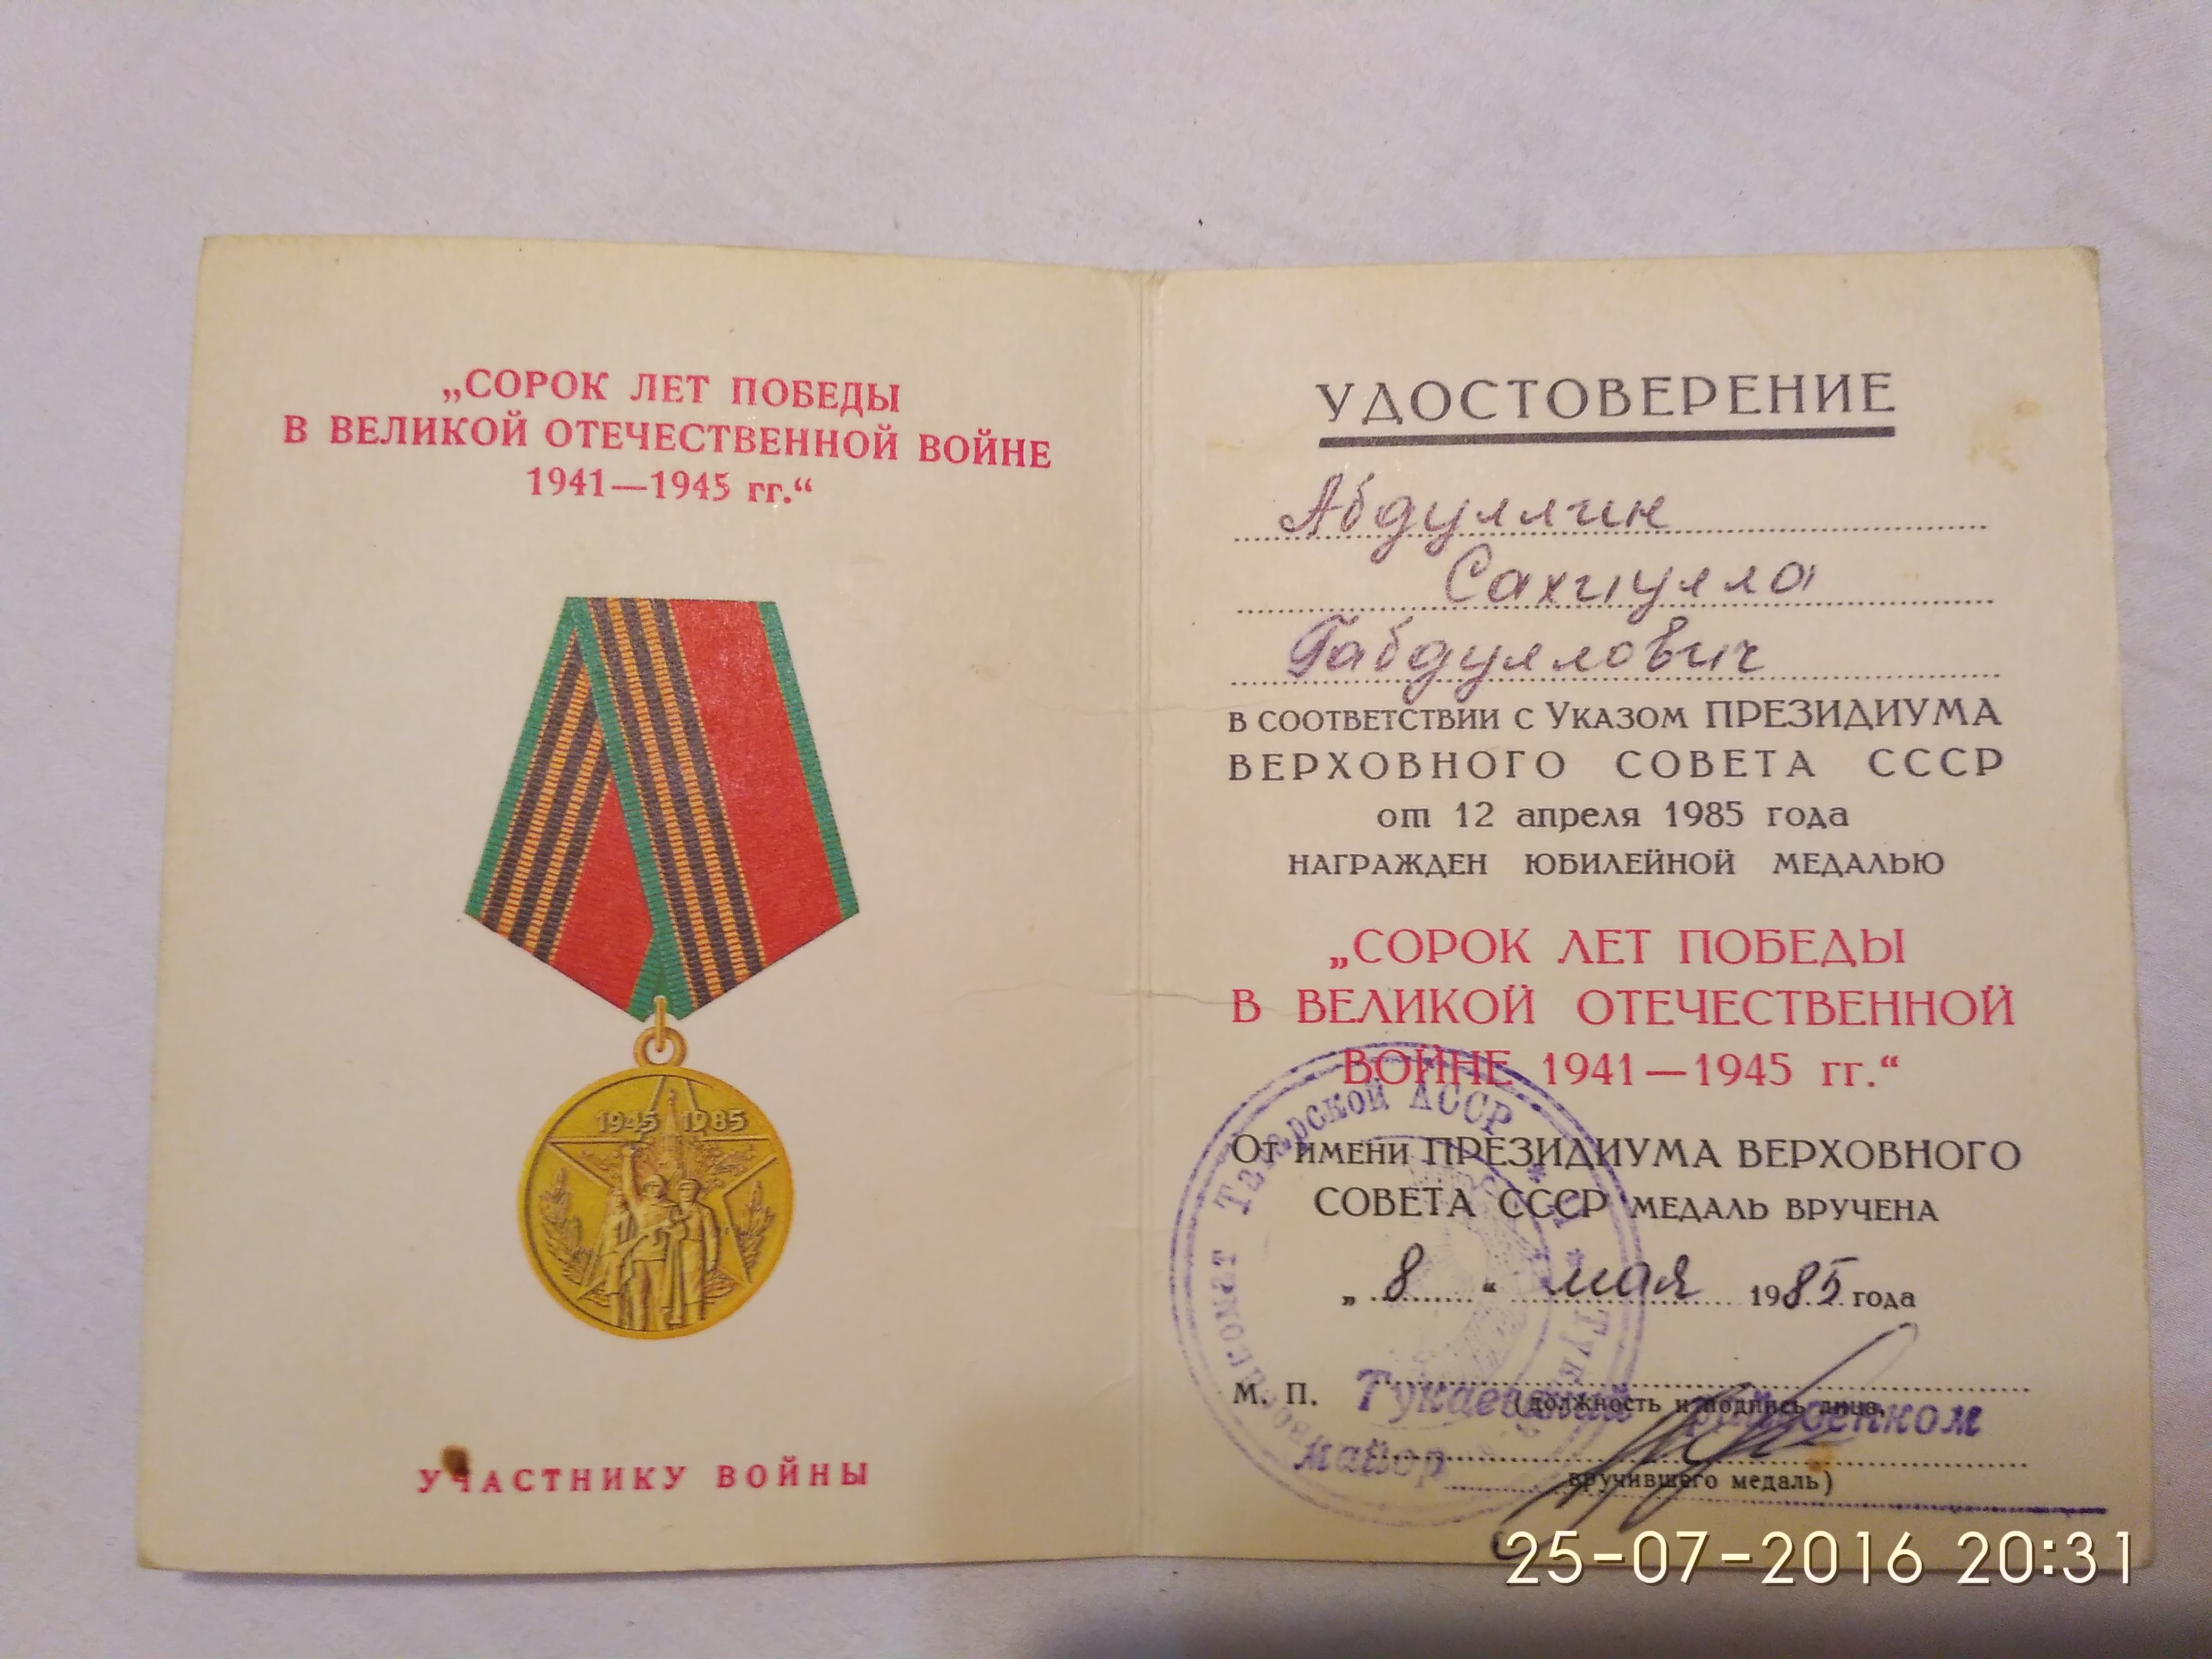 „СОРОК ЛЕТ ПОБЕДЫ
В ВЕЛИКОЙ ОТЕЧЕСТВЕННОЙ ВОЙНЕ
1941—1945 гг.“
1945 1985
УЧАСТНИКУ ВОЙНЫ
УДОСТОВЕРЕНИЕ
Абдуллин
Сахиулла
Габдуллович
В СООТВЕТСТВИИ С УКАЗОМ ПРЕЗИДИУМА
ВЕРХОВНОГО СОВЕТА СССР
от 12 апреля 1985 года
НАГРАЖДЕН ЮБИЛЕЙНОЙ МЕДАЛЬЮ
„СОРОК ЛЕТ ПОБЕДЫ
В ВЕЛИКОЙ ОТЕЧЕСТВЕННОЙ
ВОЙНЕ 1941—1945 гг.“
Татарской АССР
ОТ ИМЕНИ ПРЕЗИДИУМА ВЕРХОВНОГО
СОВЕТА СССР МЕДАЛЬ ВРУЧЕНА
„8“ мая 1985 года
М. П. Тукаевский райвоенком
(должность и подпись лица,
майор
вручившего медаль)
25-07-2016 20:31